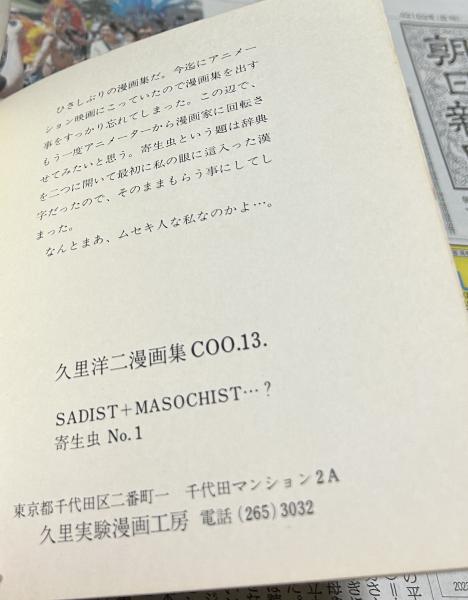 ひさしぶりの漫画集だ。今迄にアニメー
ション映画にこっていたので漫画集を出す
事をすっかり忘れてしまった。この辺で、
もう一度アニメーターから漫画家に回転さ
せてみたいと思う。寄生虫という題は辞典
を二つに開いて最初に私の眼に這入った漢
字だったので、そのままもらう事にしてし
まった。
なんとまあ、ムセキ人な私なのかよ…。
久里洋二漫画集COO.13.
SADIST+MASOCHIST…?
寄生虫 No.1
東京都千代田区二番町一 千代田マンション2A
久里実験漫画工房 電話(265)3032
朝日新